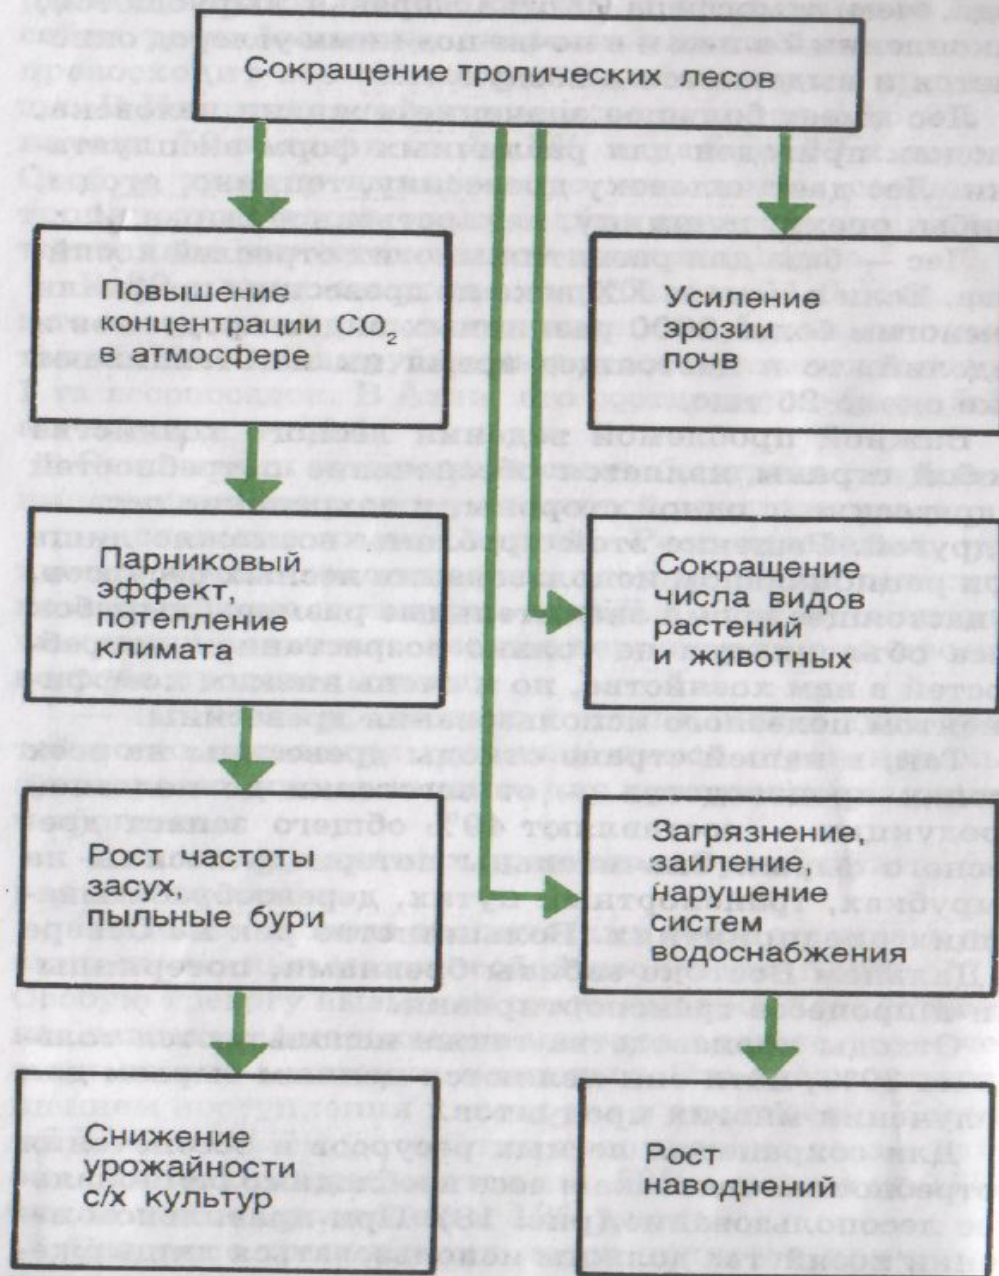 Сокращение тропических лесов
Повышение
концентрации CO₂
в атмосфере
Усиление
эрозии
почв
Парниковый
эффект,
потепление
климата
Сокращение
числа видов
растений
и животных
Рост частоты
засух,
пыльные бури
Загрязнение,
заиление,
нарушение
систем
водоснабжения
Снижение
урожайности
с/х культур
Рост
наводнений